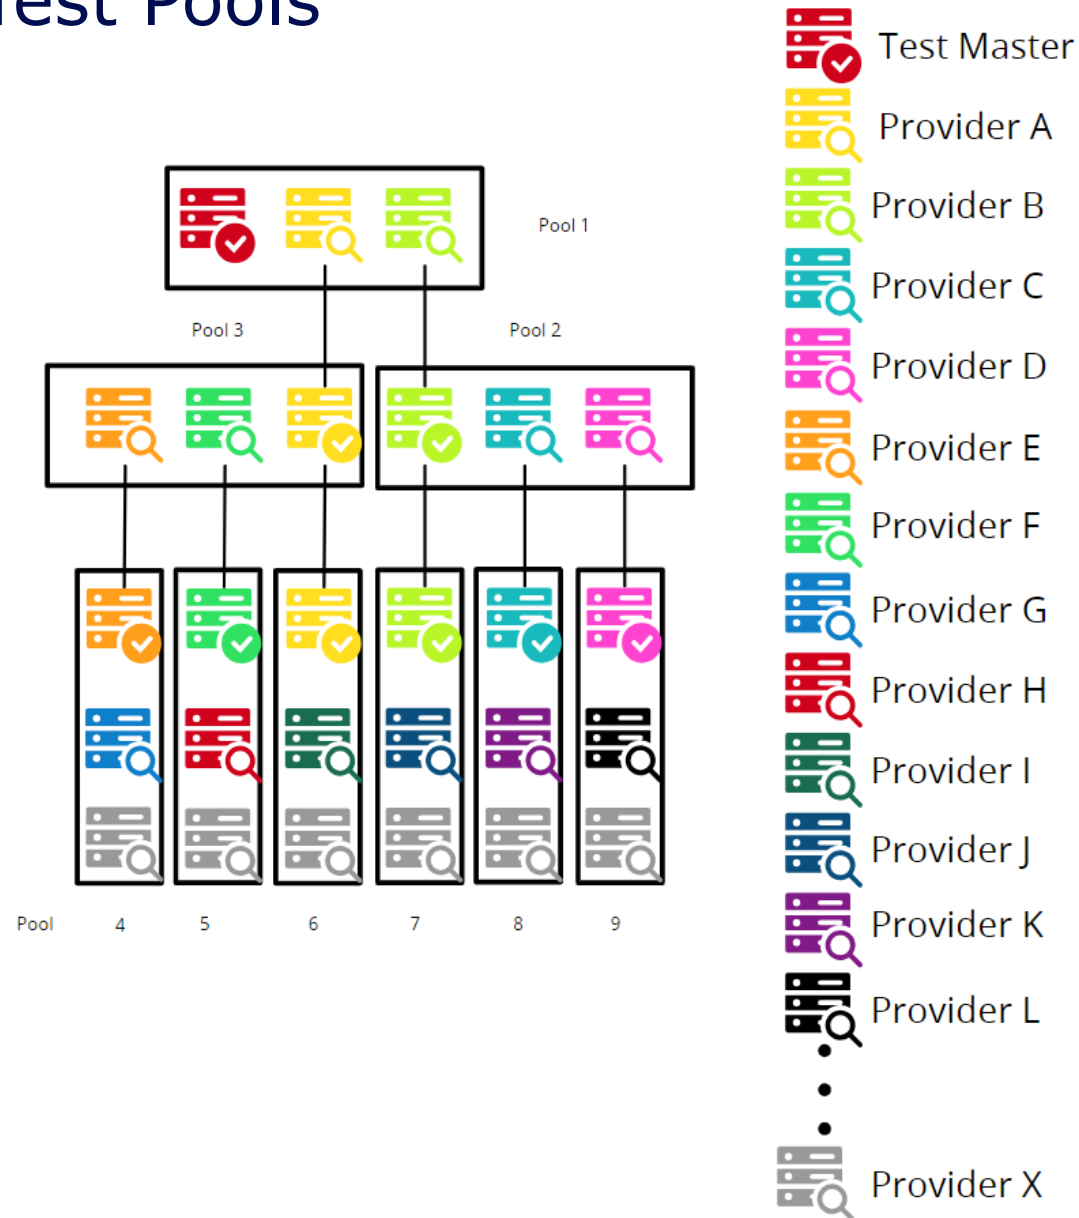 Test Pools
Pool 1
Pool 3
Pool 2
Pool
4
5
6
7
8
9
Test Master
Provider A
Provider B
Provider C
Provider D
Provider E
Provider F
Provider G
Provider H
Provider I
Provider J
Provider K
Provider L
Provider X